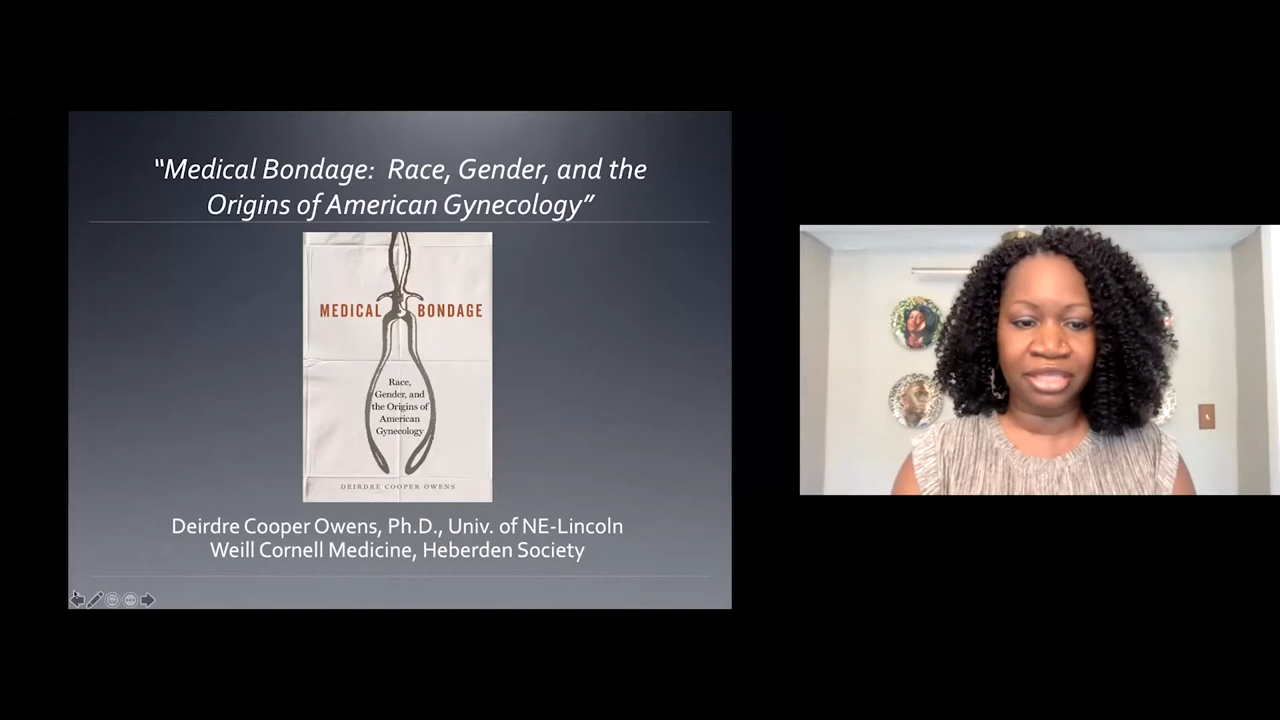 “Medical Bondage: Race, Gender, and the
Origins of American Gynecology”
MEDICAL BONDAGE
Race,
Gender, and
the Origins of
American
Gynecology
DEIRDRE COOPER OWENS
Deirdre Cooper Owens, Ph.D., Univ. of NE-Lincoln
Weill Cornell Medicine, Heberden Society